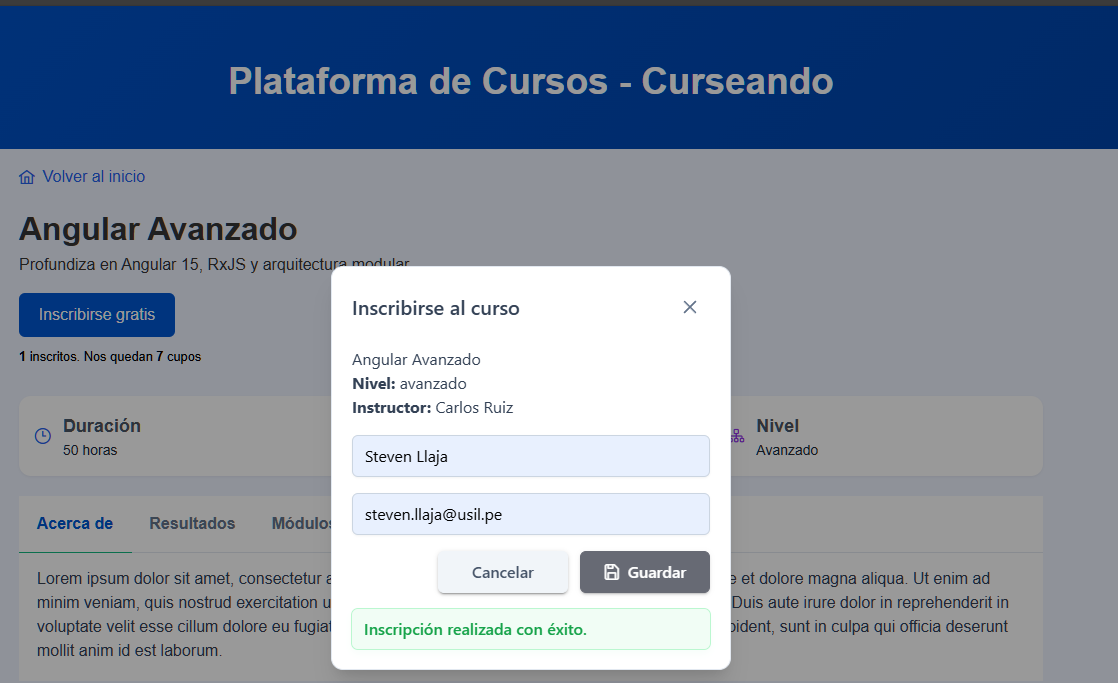 Plataforma de Cursos - Curseando
Volver al inicio
Angular Avanzado
Profundiza en Angular 15, RxJS y arquitectura modular
Inscribirse gratis
1 inscritos. Nos quedan 7 cupos
Duración
50 horas
Nivel
Avanzado
Acerca de
Resultados
Módulos
Lorem ipsum dolor sit amet, consectetur
e et dolore magna aliqua. Ut enim ad
minim veniam, quis nostrud exercitation
Duis aute irure dolor in reprehenderit in
voluptate velit esse cillum dolore eu fugiat
sunt in culpa qui officia deserunt
mollit anim id est laborum.
Inscribirse al curso
Angular Avanzado
Nivel: avanzado
Instructor: Carlos Ruiz
Steven Llaja
steven.llaja@usil.pe
Cancelar
Guardar
Inscripción realizada con éxito.